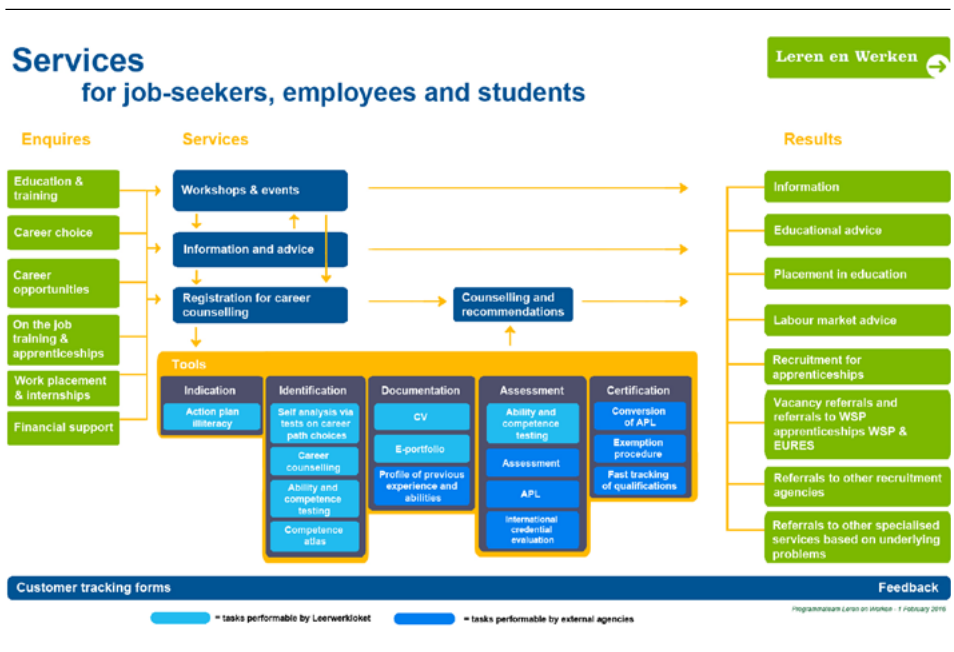 Services
for job-seekers, employees and students
Leren en Werken
Enquires
Education &
training
Career choice
Career
opportunities
On the job
training &
apprenticeships
Work placement
& internships
Financial support
Services
Workshops & events
Information and advice
Registration for career
counselling
Counselling and
recommendations
Tools
Indication
Action plan
illiteracy
Identification
Self analysis via
tests on career
path choices
Career
counselling
Ability and
competence
testing
Competence
atlas
Documentation
CV
E-portfolio
Profile of previous
experience and
abilities
Assessment
Ability and
competence
testing
Assessment
APL
International
credential
evaluation
Certification
Conversion
of APL
Exemption
procedure
Fast tracking
of qualifications
Results
Information
Educational advice
Placement in education
Labour market advice
Recruitment for
apprenticeships
Vacancy referrals and
referrals to WSP
apprenticeships WSP &
EURES
Referrals to other recruitment
agencies
Referrals to other specialised
services based on underlying
problems
Customer tracking forms
Feedback
Programmateam Leren en Werken - 1 February 2016
= tasks performable by Leerwerkloket
= tasks performable by external agencies